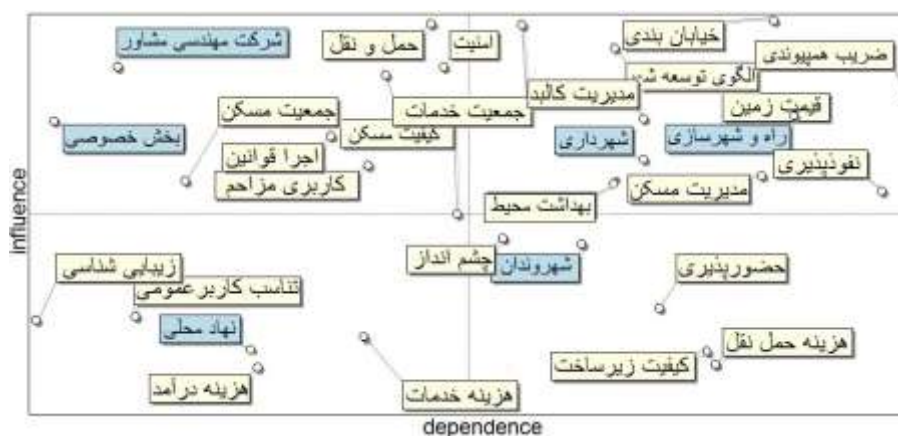 شرکت مهندسی مشاور
حمل و نقل
امنیت
خیابان بندی
ضریب همپیوندی
الگوی توسعه شهر
مدیریت کالبد
قیمت زمین
جمعیت مسکن
جمعیت خدمات
بخش خصوصی
کیفیت مسکن
شهرداری
راه و شهرسازی
اجرا قوانین
نفوذپذیری
کاربری مزاحم
مدیریت مسکن
بهداشت محیط
influence
زیبایی شناسی
چشم انداز
شهروندان
حضورپذیری
تناسب کاربرعمومی
نهاد محلی
هزینه حمل نقل
کیفیت زیرساخت
هزینه درآمد
هزینه خدمات
dependence